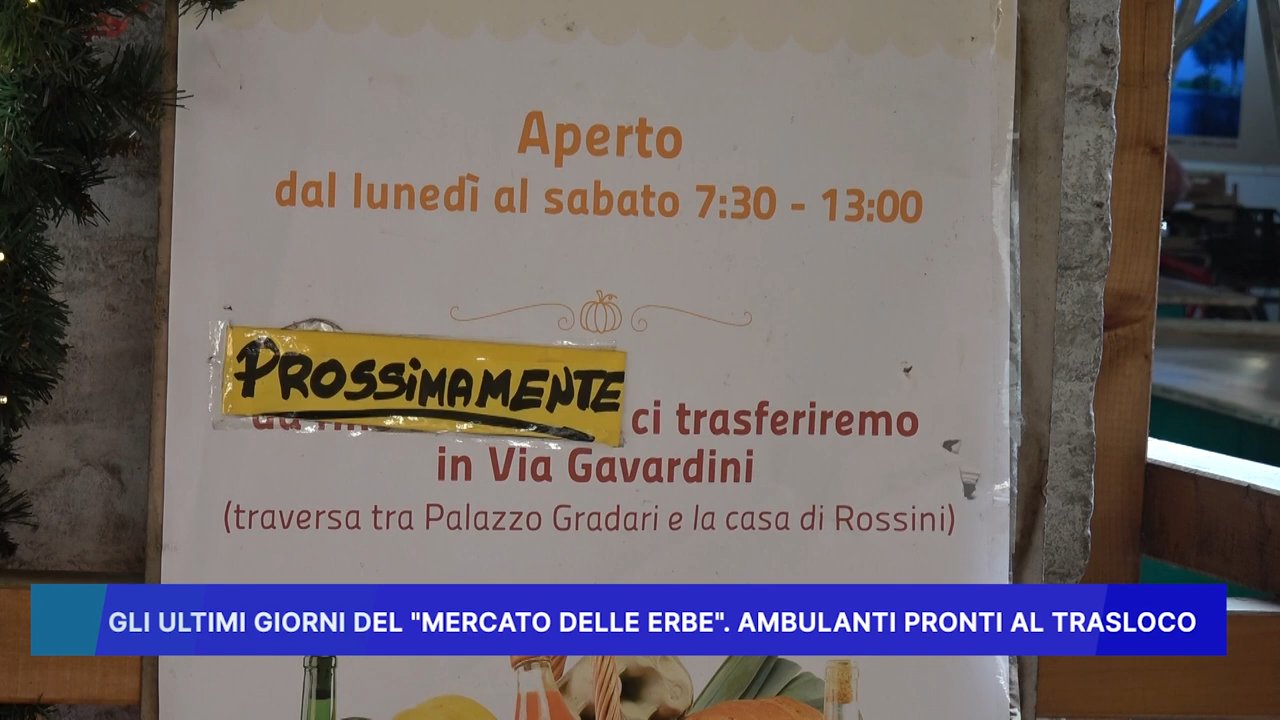 Aperto
dal lunedì al sabato 7:30 - 13:00
PROSSIMAMENTE
ci trasferiremo
in Via Gavardini
(traversa tra Palazzo Gradari e la casa di Rossini)
GLI ULTIMI GIORNI DEL "MERCATO DELLE ERBE". AMBULANTI PRONTI AL TRASLOCO